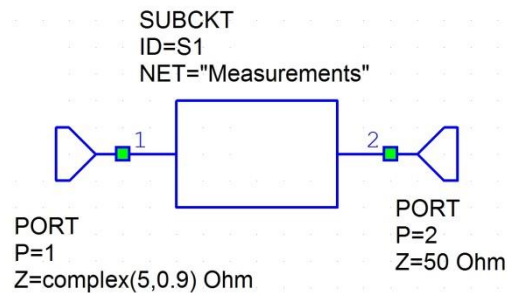 SUBCKT
ID=S1
NET="Measurements"
1
2
PORT
P=1
Z=complex(5,0.9) Ohm
PORT
P=2
Z=50 Ohm